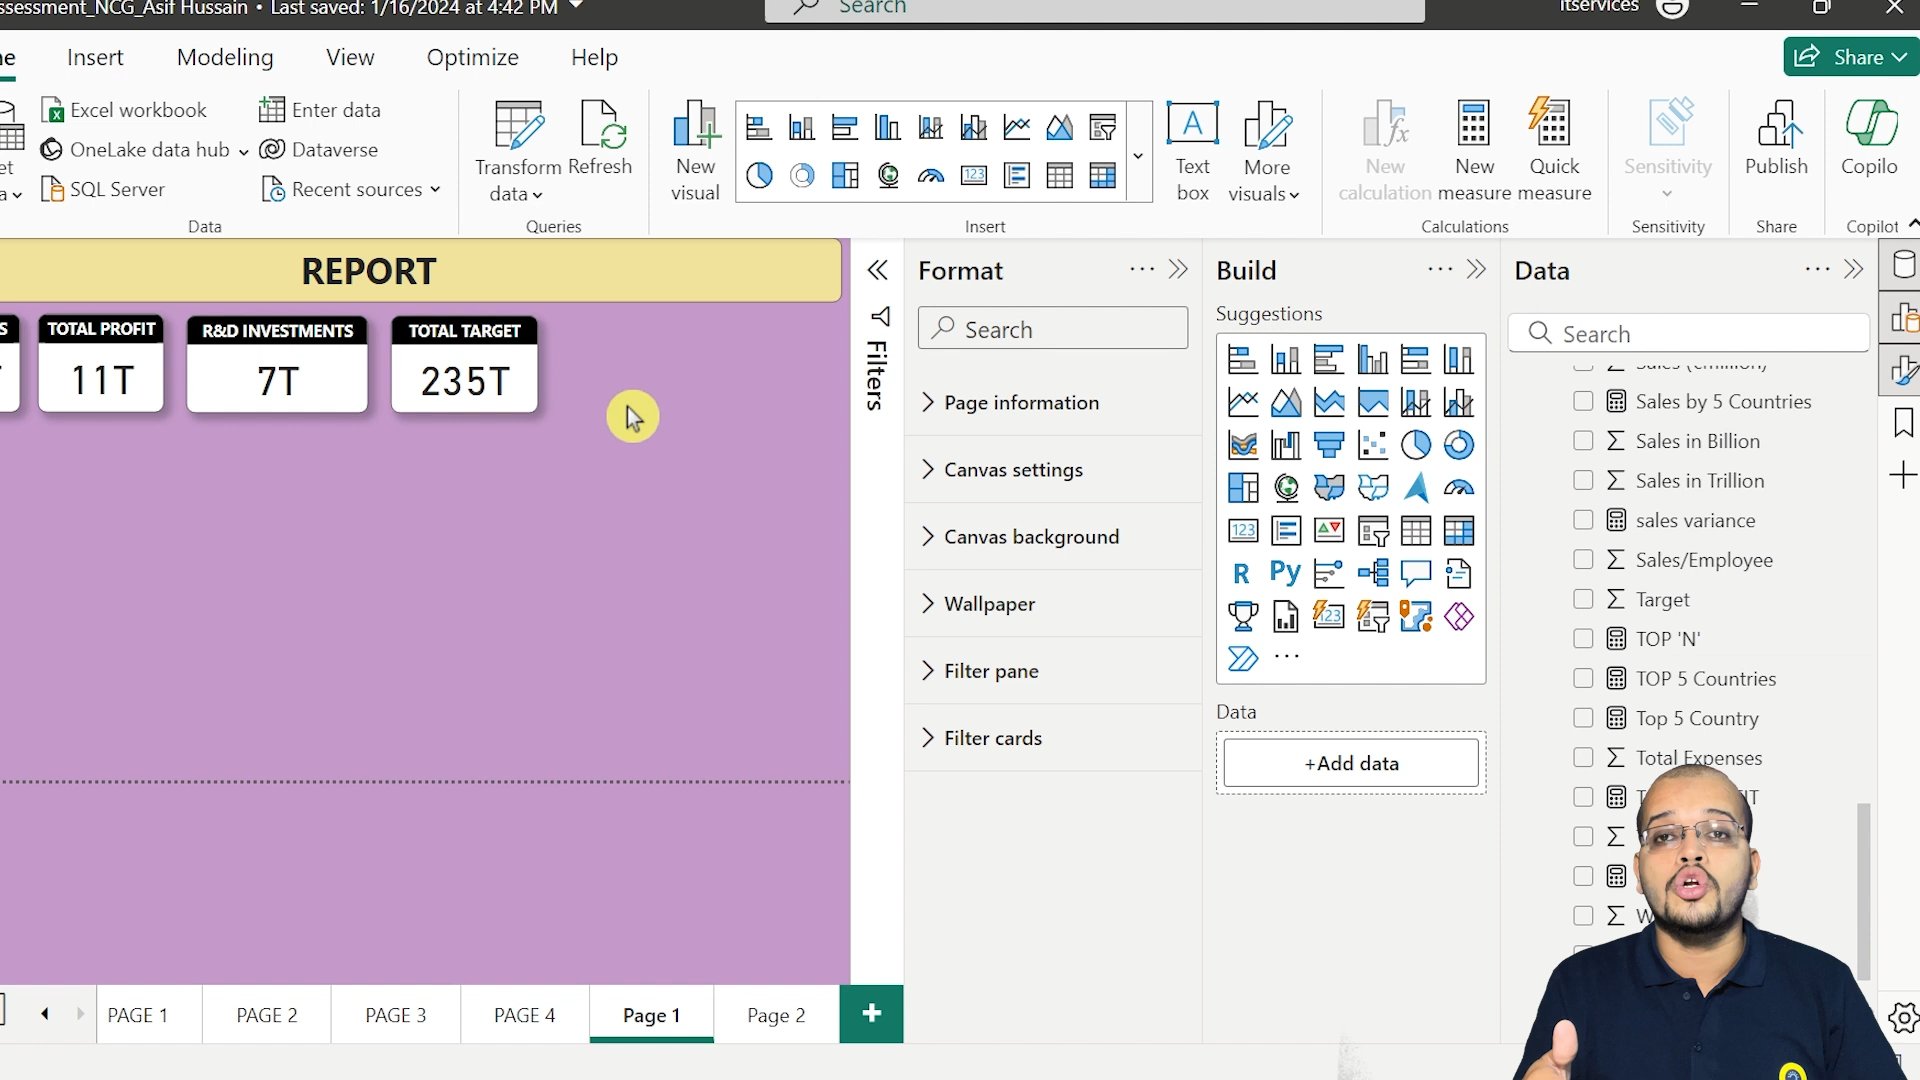 ssessment_NCG_Asif Hussain • Last saved: 1/16/2024 at 4:42 PM
Search
itservices
Insert
Modeling
View
Optimize
Help
Share
Excel workbook
OneLake data hub
SQL Server
Enter data
Dataverse
Recent sources
Data
Transform
data
Refresh
Queries
New
visual
Insert
Text
box
More
visuals
New
calculation
New
measure
Quick
measure
Calculations
Sensitivity
Sensitivity
Publish
Share
Copilo
Copilot
REPORT
TOTAL PROFIT
11T
R&D INVESTMENTS
7T
TOTAL TARGET
235T
Filters
Format
Search
Page information
Canvas settings
Canvas background
Wallpaper
Filter pane
Filter cards
Build
Suggestions
R
Py
123
123
Data
+Add data
Data
Search
Sales by 5 Countries
Sales in Billion
Sales in Trillion
sales variance
Sales/Employee
Target
TOP 'N'
TOP 5 Countries
Top 5 Country
Total Expenses
PAGE 1
PAGE 2
PAGE 3
PAGE 4
Page 1
Page 2